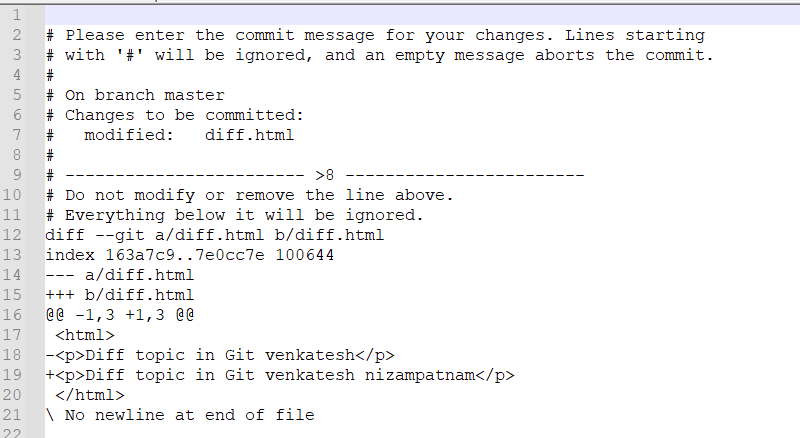 1
2 # Please enter the commit message for your changes. Lines starting
3 # with '#' will be ignored, and an empty message aborts the commit.
4 #
5 # On branch master
6 # Changes to be committed:
7 #   modified:   diff.html
8 #
9 # ------------------------ >8 ------------------------
10 # Do not modify or remove the line above.
11 # Everything below it will be ignored.
12 diff --git a/diff.html b/diff.html
13 index 163a7c9..7e0cc7e 100644
14 --- a/diff.html
15 +++ b/diff.html
16 @@ -1,3 +1,3 @@
17  <html>
18 -<p>Diff topic in Git venkatesh</p>
19 +<p>Diff topic in Git venkatesh nizampatnam</p>
20  </html>
21 \ No newline at end of file
22